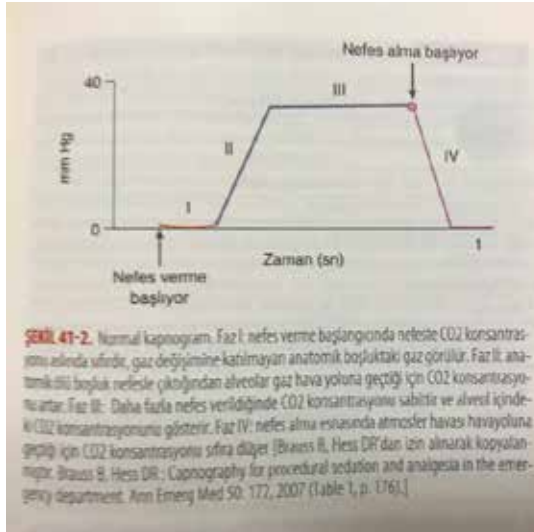 Nefes alma başlıyor
40
III
mm Hg
II
IV
I
0
1
Zaman (sn)
Nefes verme
başlıyor
ŞEKİL 41-2. Normal kapnogram. Faz I: nefes verme başlangıcında nefeste CO2 konsantras-
yonu aslında sıfırdır, gaz değişimine katılmayan anatomik boşluktaki gaz görülür. Faz II: ana-
tomik ölü boşluk nefesle çıktığından alveolar gaz hava yoluna geçtiği için CO2 konsantrasyo-
nu artar. Faz III: Daha fazla nefes verildiğinde CO2 konsantrasyonu sabittir ve alveol içinde-
ki CO2 konsantrasyonunu gösterir. Faz IV: nefes alma esnasında atmosfer havası havayoluna
geçtiği için CO2 konsantrasyonu sıfıra düşer [Brauss B, Hess DR'dan izin alınarak kopyalan-
mıştır. Brauss B, Hess DR: Capnography for procedural sedation and analgesia in the emer-
gency department. Ann Emerg Med 50: 172, 2007 (Table 1, p. 176).]